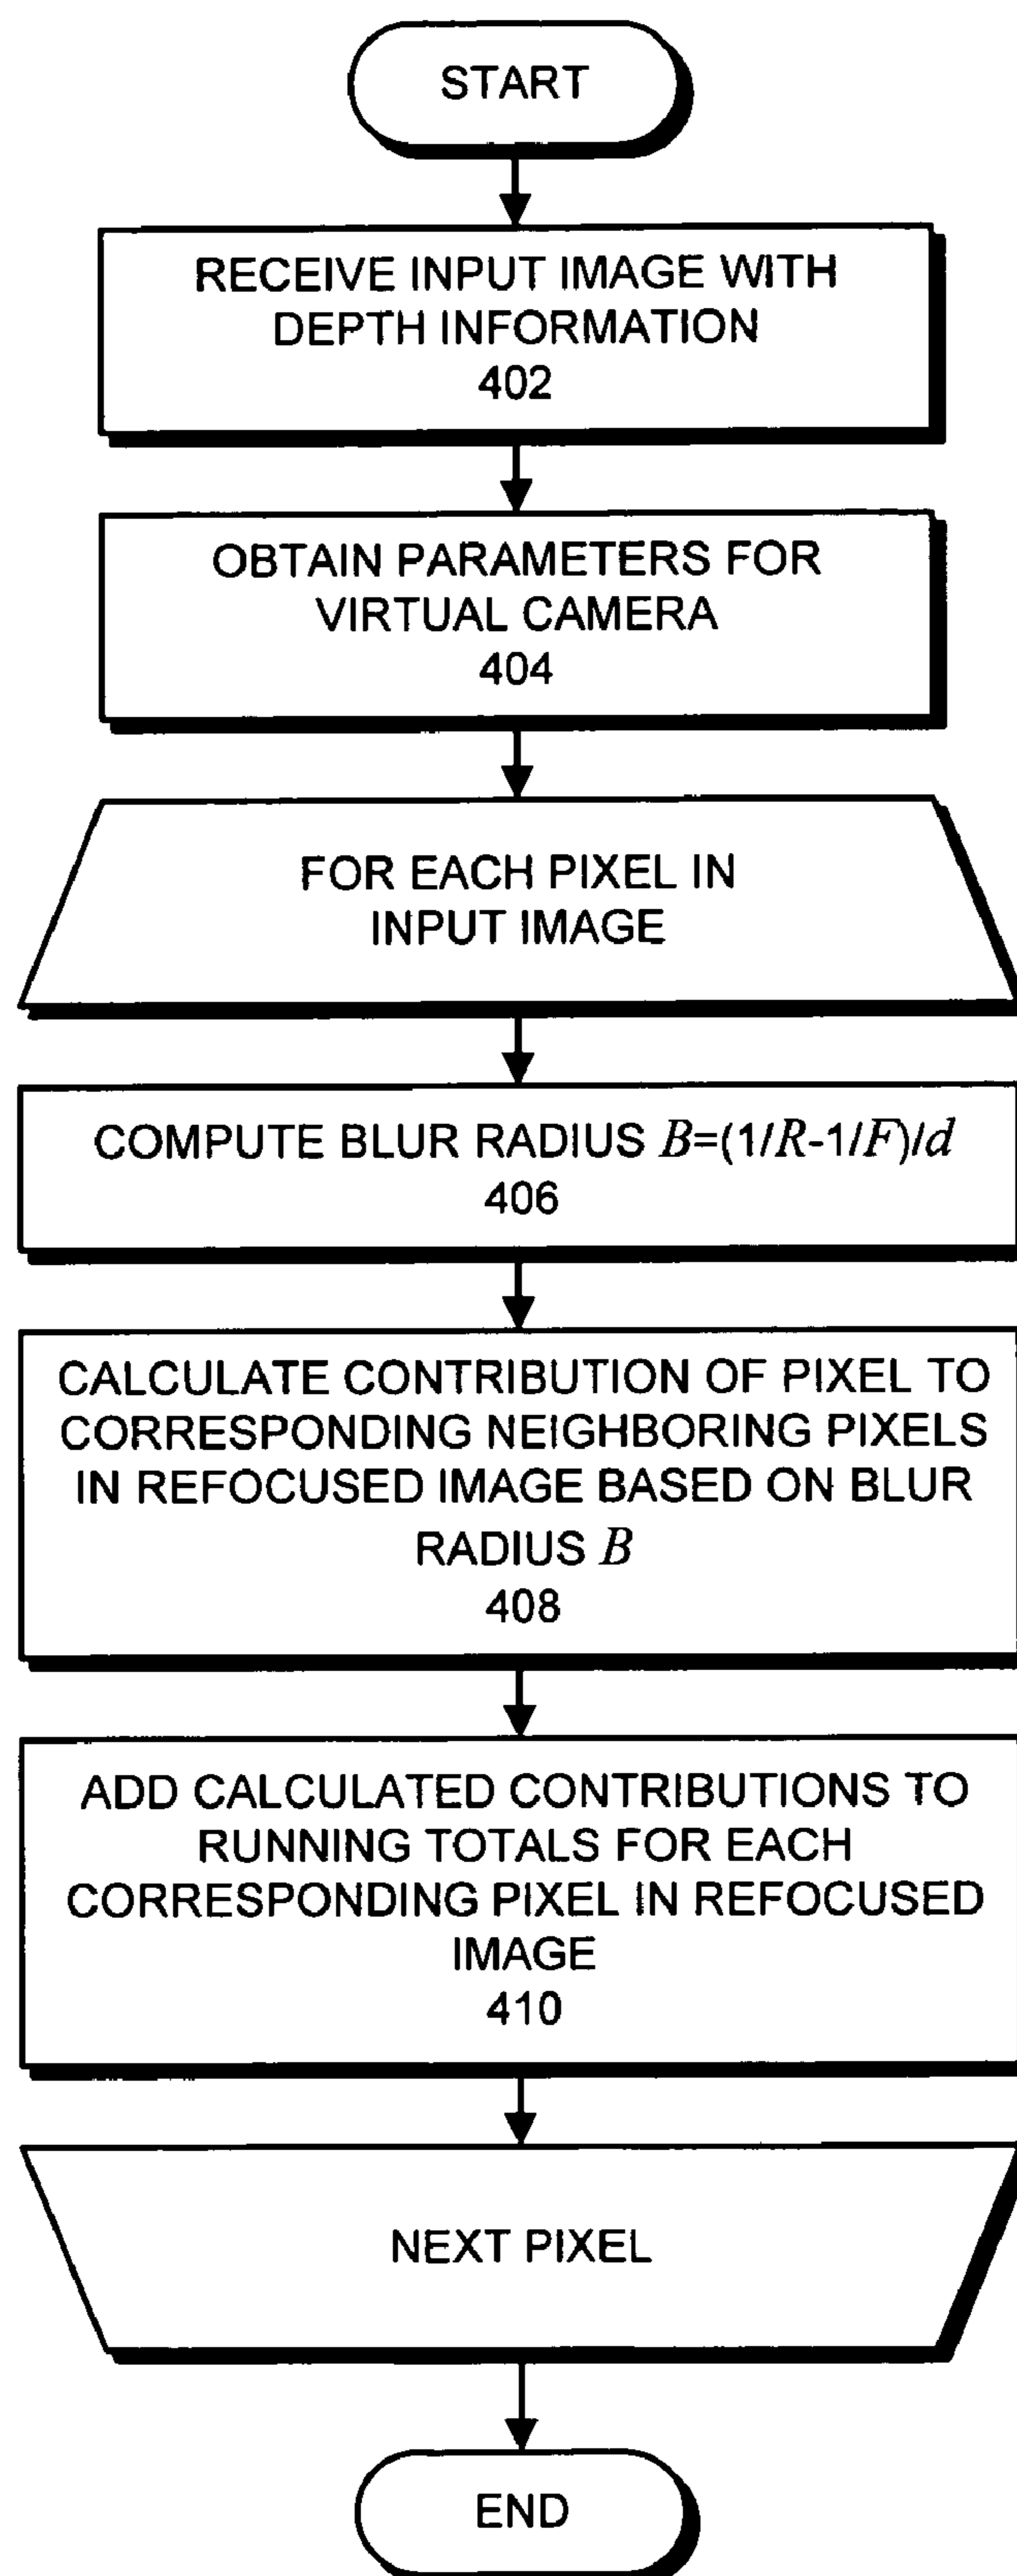 START
RECEIVE INPUT IMAGE WITH
DEPTH INFORMATION
402
OBTAIN PARAMETERS FOR
VIRTUAL CAMERA
404
FOR EACH PIXEL IN
INPUT IMAGE
COMPUTE BLUR RADIUS B=(1/R-1/F)/d
406
CALCULATE CONTRIBUTION OF PIXEL TO
CORRESPONDING NEIGHBORING PIXELS
IN REFOCUSED IMAGE BASED ON BLUR
RADIUS B
408
ADD CALCULATED CONTRIBUTIONS TO
RUNNING TOTALS FOR EACH
CORRESPONDING PIXEL IN REFOCUSED
IMAGE
410
NEXT PIXEL
END